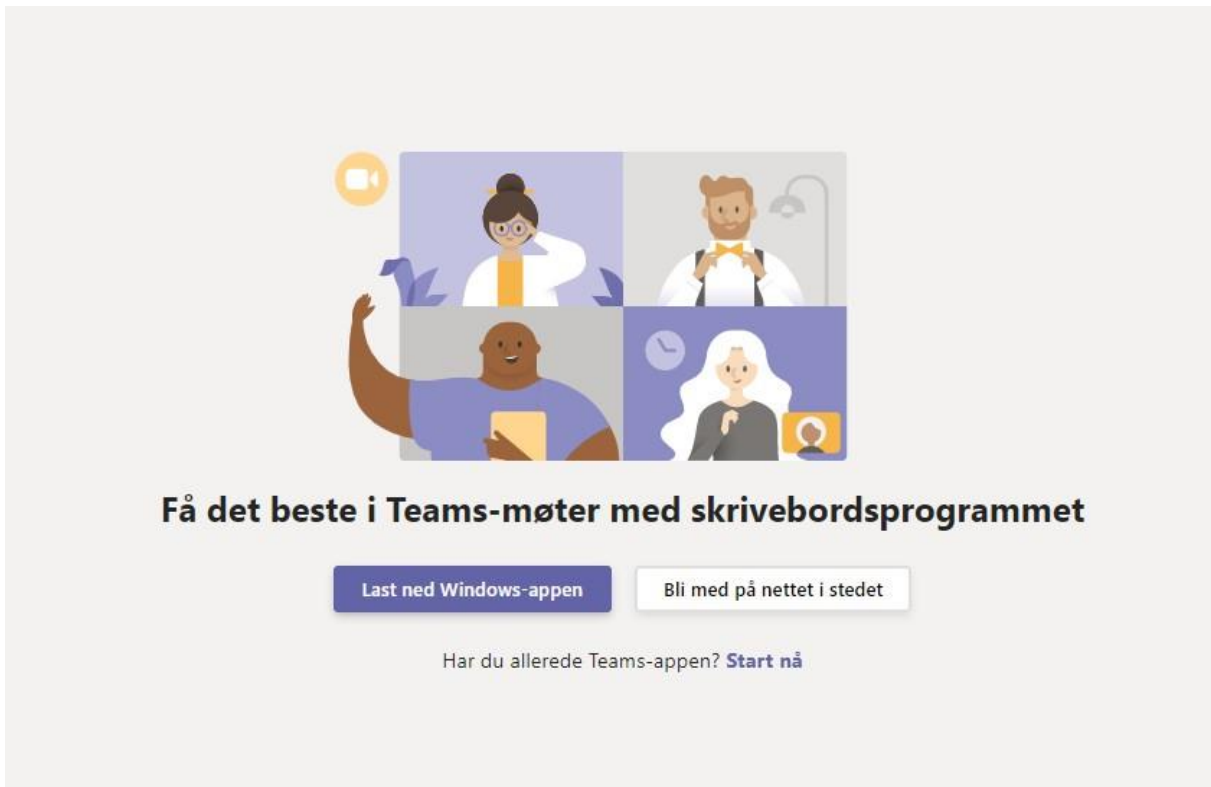 Få det beste i Teams-møter med skrivebordsprogrammet
Last ned Windows-appen
Bli med på nettet i stedet
Har du allerede Teams-appen? Start nå